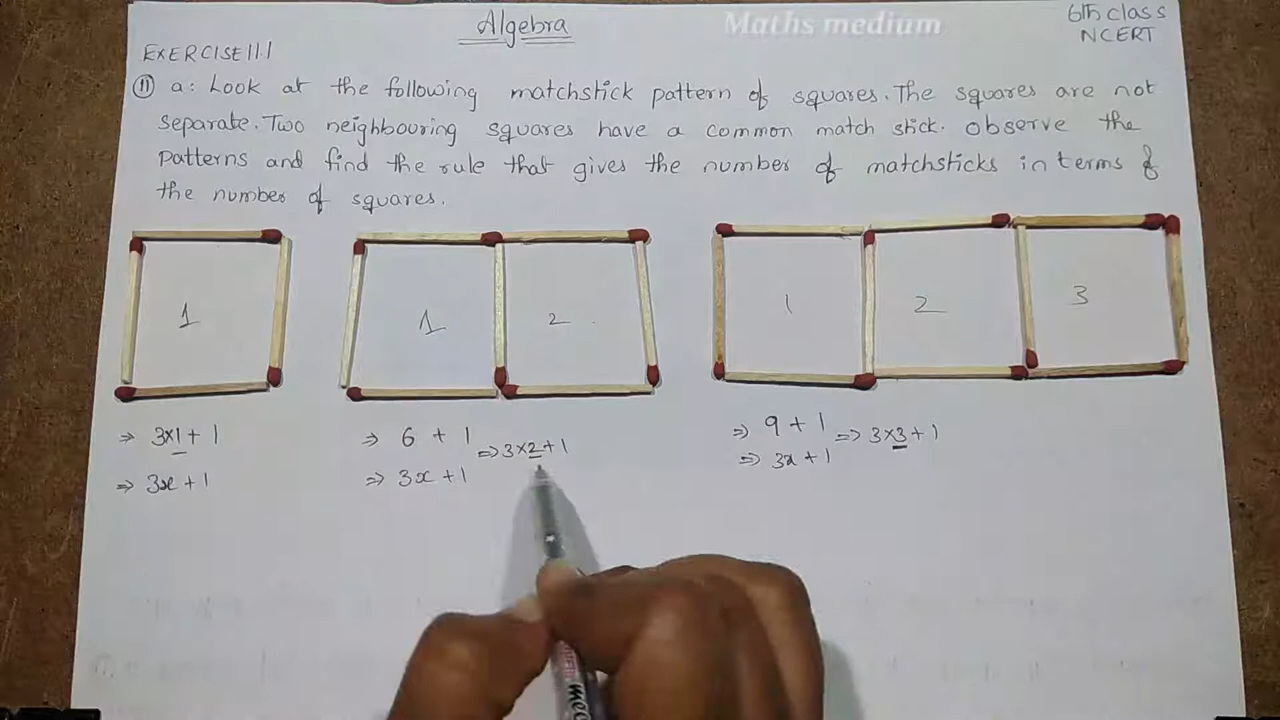 Algebra
Maths medium
6th class
NCERT
EXERCISE 11.1
⑪ a: Look at the following matchstick pattern of squares. The squares are not
separate. Two neighbouring squares have a common match stick. Observe the
patterns and find the rule that gives the number of matchsticks in terms of
the number of squares.
1
1 2
1 2 3
⇒ 3×1+1
⇒ 3x+1
⇒ 6 + 1 ⇒ 3×2+1
⇒ 3x+1
⇒ 9+1 ⇒ 3×3+1
⇒ 3x+1